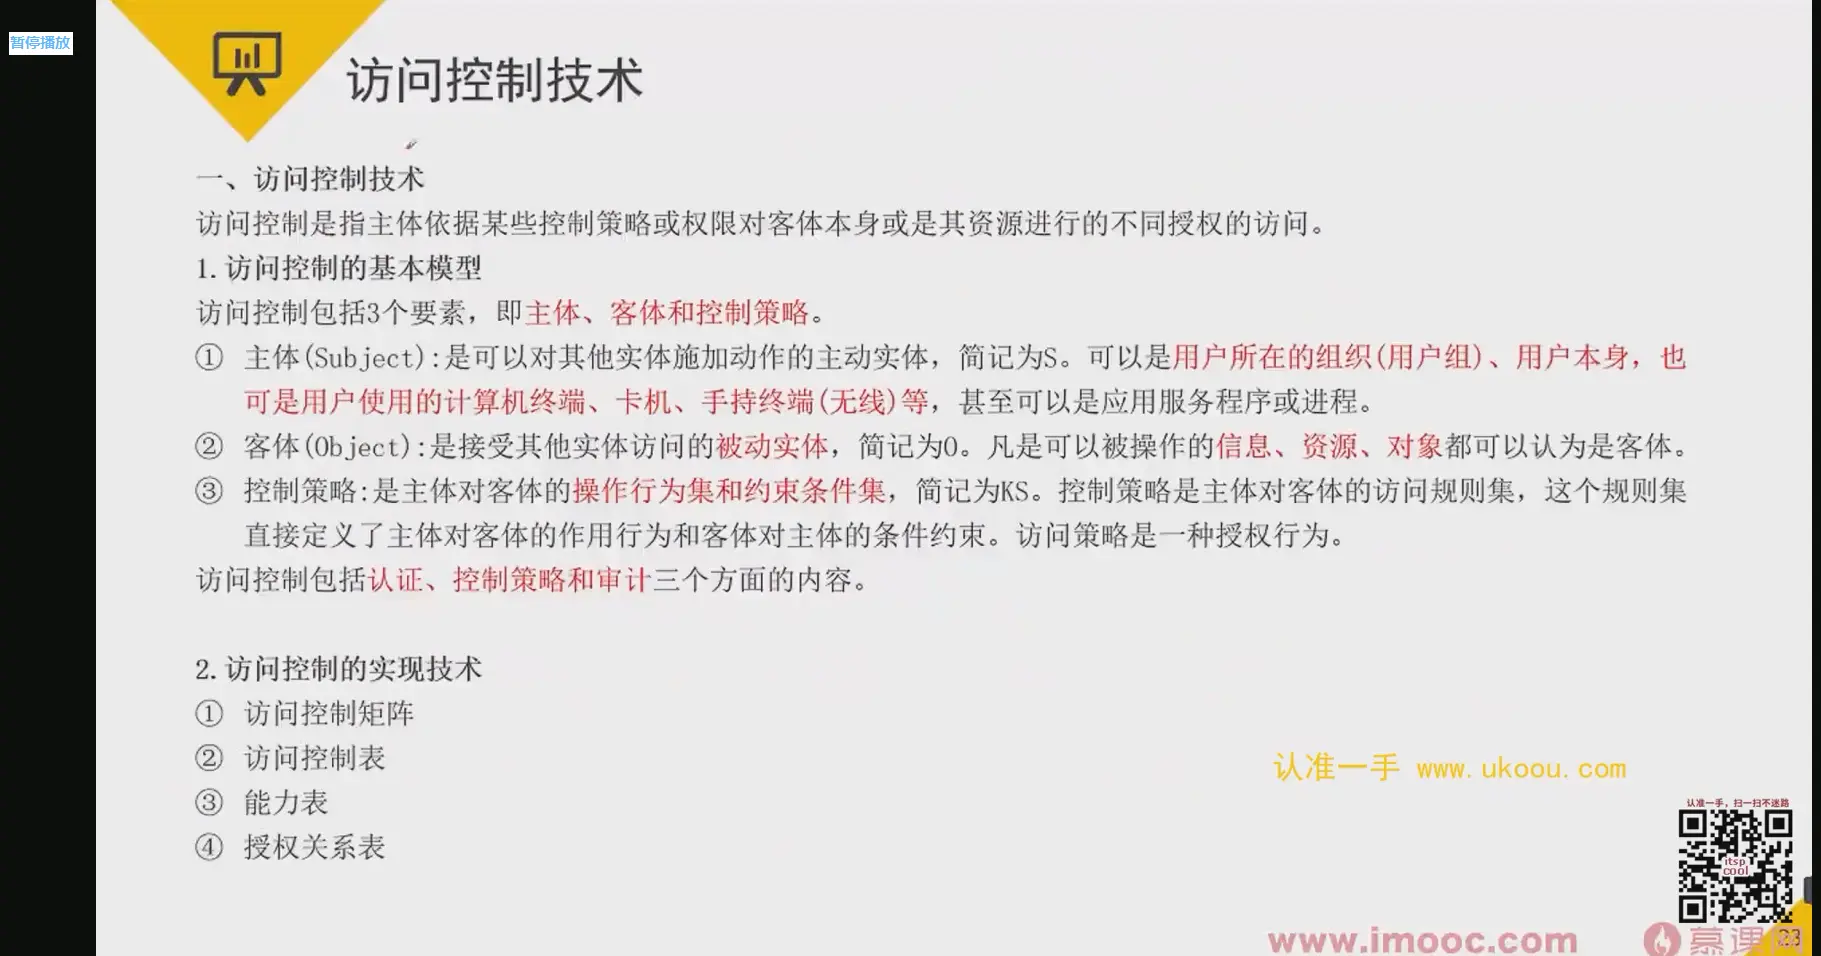 暂停播放
访问控制技术
一、访问控制技术
访问控制是指主体依据某些控制策略或权限对客体本身或是其资源进行的不同授权的访问。
1.访问控制的基本模型
访问控制包括3个要素，即主体、客体和控制策略。
① 主体(Subject):是可以对其他实体施加动作的主动实体，简记为S。可以是用户所在的组织(用户组)、用户本身，也
可是用户使用的计算机终端、卡机、手持终端(无线)等，甚至可以是应用服务程序或进程。
② 客体(Object):是接受其他实体访问的被动实体，简记为O。凡是可以被操作的信息、资源、对象都可以认为是客体。
③ 控制策略:是主体对客体的操作行为集和约束条件集，简记为KS。控制策略是主体对客体的访问规则集，这个规则集
直接定义了主体对客体的作用行为和客体对主体的条件约束。访问策略是一种授权行为。
访问控制包括认证、控制策略和审计三个方面的内容。
2.访问控制的实现技术
① 访问控制矩阵
② 访问控制表
③ 能力表
④ 授权关系表
认准一手 www.ukoou.com
认准一手，扫一扫不迷路
itsp
cool
www.imooc.com
慕课网
23